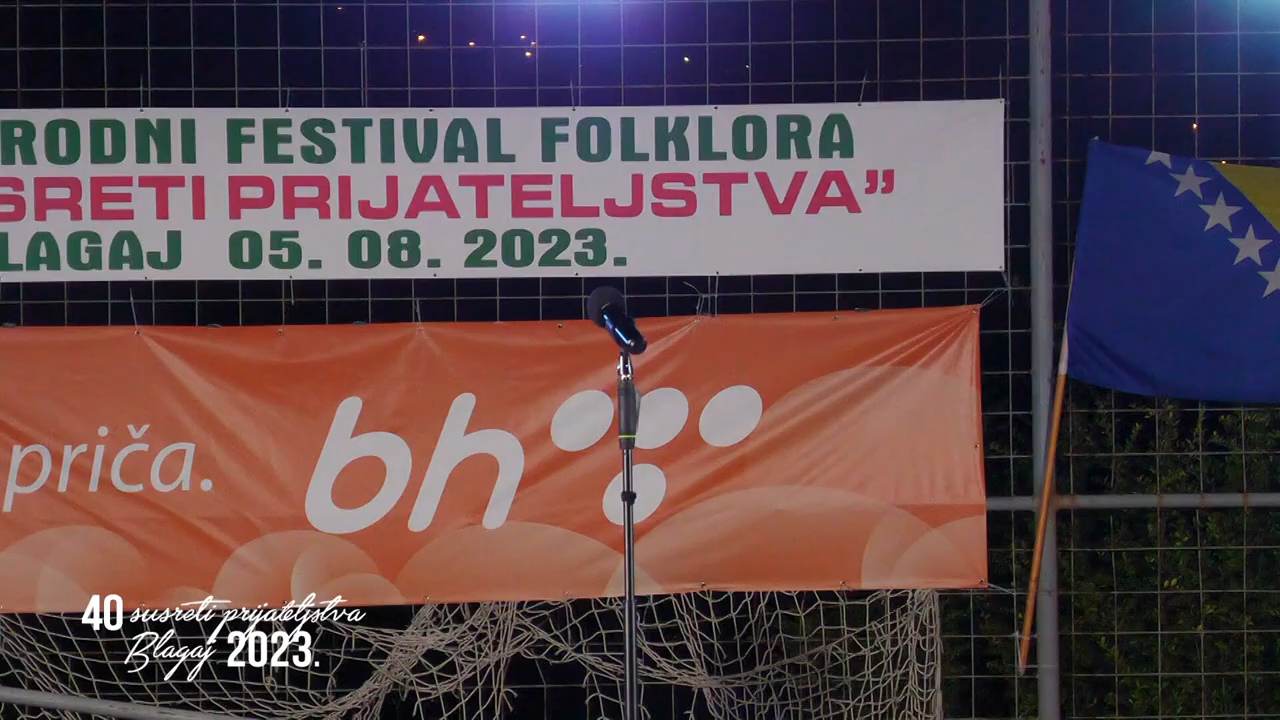 RODNI FESTIVAL FOLKLORA
SRETI PRIJATELJSTVA”
LAGAJ 05. 08. 2023.
priča. bh
40 susreti prijateljstva
Blagaj 2023.